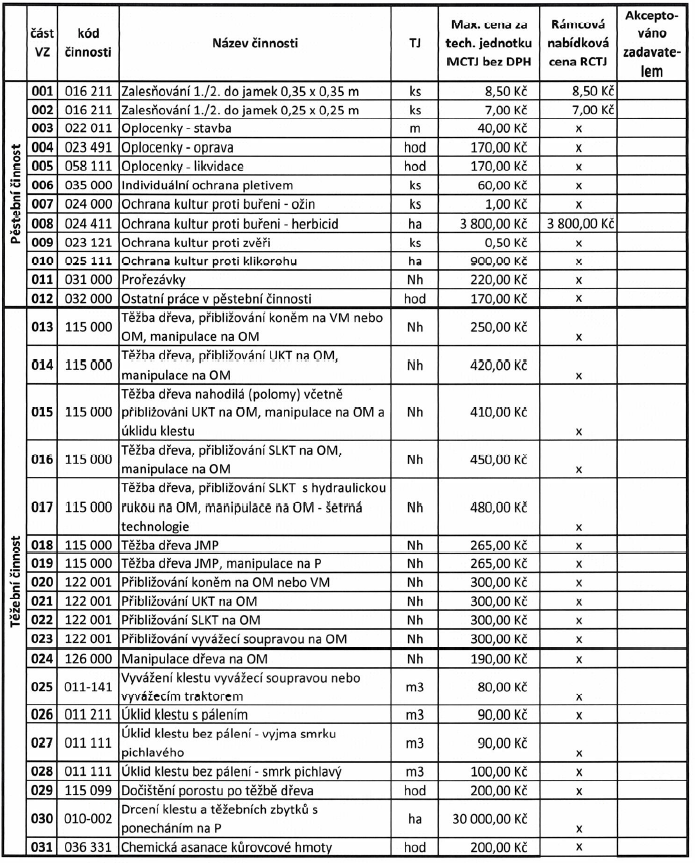 část VZ | kód činnosti | Název činnosti | TJ | Max. cena za tech. jednotku MCTJ bez DPH | Rámcová nabídková cena RCTJ | Akcepto-váno zadavate-lem
Pěstební činnost
001 | 016 211 | Zalesňování 1./2. do jamek 0,35 x 0,35 m | ks | 8,50 Kč | 8,50 Kč
002 | 016 211 | Zalesňování 1./2. do jamek 0,25 x 0,25 m | ks | 7,00 Kč | 7,00 Kč
003 | 022 011 | Oplocenky - stavba | m | 40,00 Kč | x
004 | 023 491 | Oplocenky - oprava | hod | 170,00 Kč | x
005 | 058 111 | Oplocenky - likvidace | hod | 170,00 Kč | x
006 | 035 000 | Individuální ochrana pletivem | ks | 60,00 Kč | x
007 | 024 000 | Ochrana kultur proti buřeni - ožin | ks | 1,00 Kč | x
008 | 024 411 | Ochrana kultur proti buřeni - herbicid | ha | 3 800,00 Kč | 3 800,00 Kč
009 | 023 121 | Ochrana kultur proti zvěři | ks | 0,50 Kč | x
010 | 025 111 | Ochrana kultur proti klikorohu | ha | 900,00 Kč | x
011 | 031 000 | Prořezávky | Nh | 220,00 Kč | x
012 | 032 000 | Ostatní práce v pěstební činnosti | hod | 170,00 Kč | x
Těžební činnost
013 | 115 000 | Těžba dřeva, přibližování koněm na VM nebo
OM, manipulace na OM | Nh | 250,00 Kč | x
014 | 115 000 | Těžba dřeva, přibližování UKT na OM,
manipulace na OM | Nh | 420,00 Kč | x
015 | 115 000 | Těžba dřeva nahodilá (polomy) včetně
přibližování UKT na OM, manipulace na OM a
úklidu klestu | Nh | 410,00 Kč | x
016 | 115 000 | Těžba dřeva, přibližování SLKT na OM,
manipulace na OM | Nh | 450,00 Kč | x
017 | 115 000 | Těžba dřeva, přibližování SLKT s hydraulickou
rukou na OM, manipulace na OM - šetrná
technologie | Nh | 480,00 Kč | x
018 | 115 000 | Těžba dřeva JMP | Nh | 265,00 Kč | x
019 | 115 000 | Těžba dřeva JMP, manipulace na P | Nh | 265,00 Kč | x
020 | 122 001 | Přibližování koněm na OM nebo VM | Nh | 300,00 Kč | x
021 | 122 001 | Přibližování UKT na OM | Nh | 300,00 Kč | x
022 | 122 001 | Přibližování SLKT na OM | Nh | 300,00 Kč | x
023 | 122 001 | Přibližování vyvážecí soupravou na OM | Nh | 300,00 Kč | x
024 | 126 000 | Manipulace dřeva na OM | Nh | 190,00 Kč | x
025 | 011-141 | Vyvážení klestu vyvážecí soupravou nebo
vyvážecím traktorem | m3 | 80,00 Kč | x
026 | 011 211 | Úklid klestu s pálením | m3 | 90,00 Kč | x
027 | 011 111 | Úklid klestu bez pálení - vyjma smrku
pichlavého | m3 | 90,00 Kč | x
028 | 011 111 | Úklid klestu bez pálení - smrk pichlavý | m3 | 100,00 Kč | x
029 | 115 099 | Dočištění porostu po těžbě dřeva | hod | 200,00 Kč | x
030 | 010-002 | Drcení klestu a těžebních zbytků s
ponecháním na P | ha | 30 000,00 Kč | x
031 | 036 331 | Chemická asanace kůrovcové hmoty | hod | 200,00 Kč | x